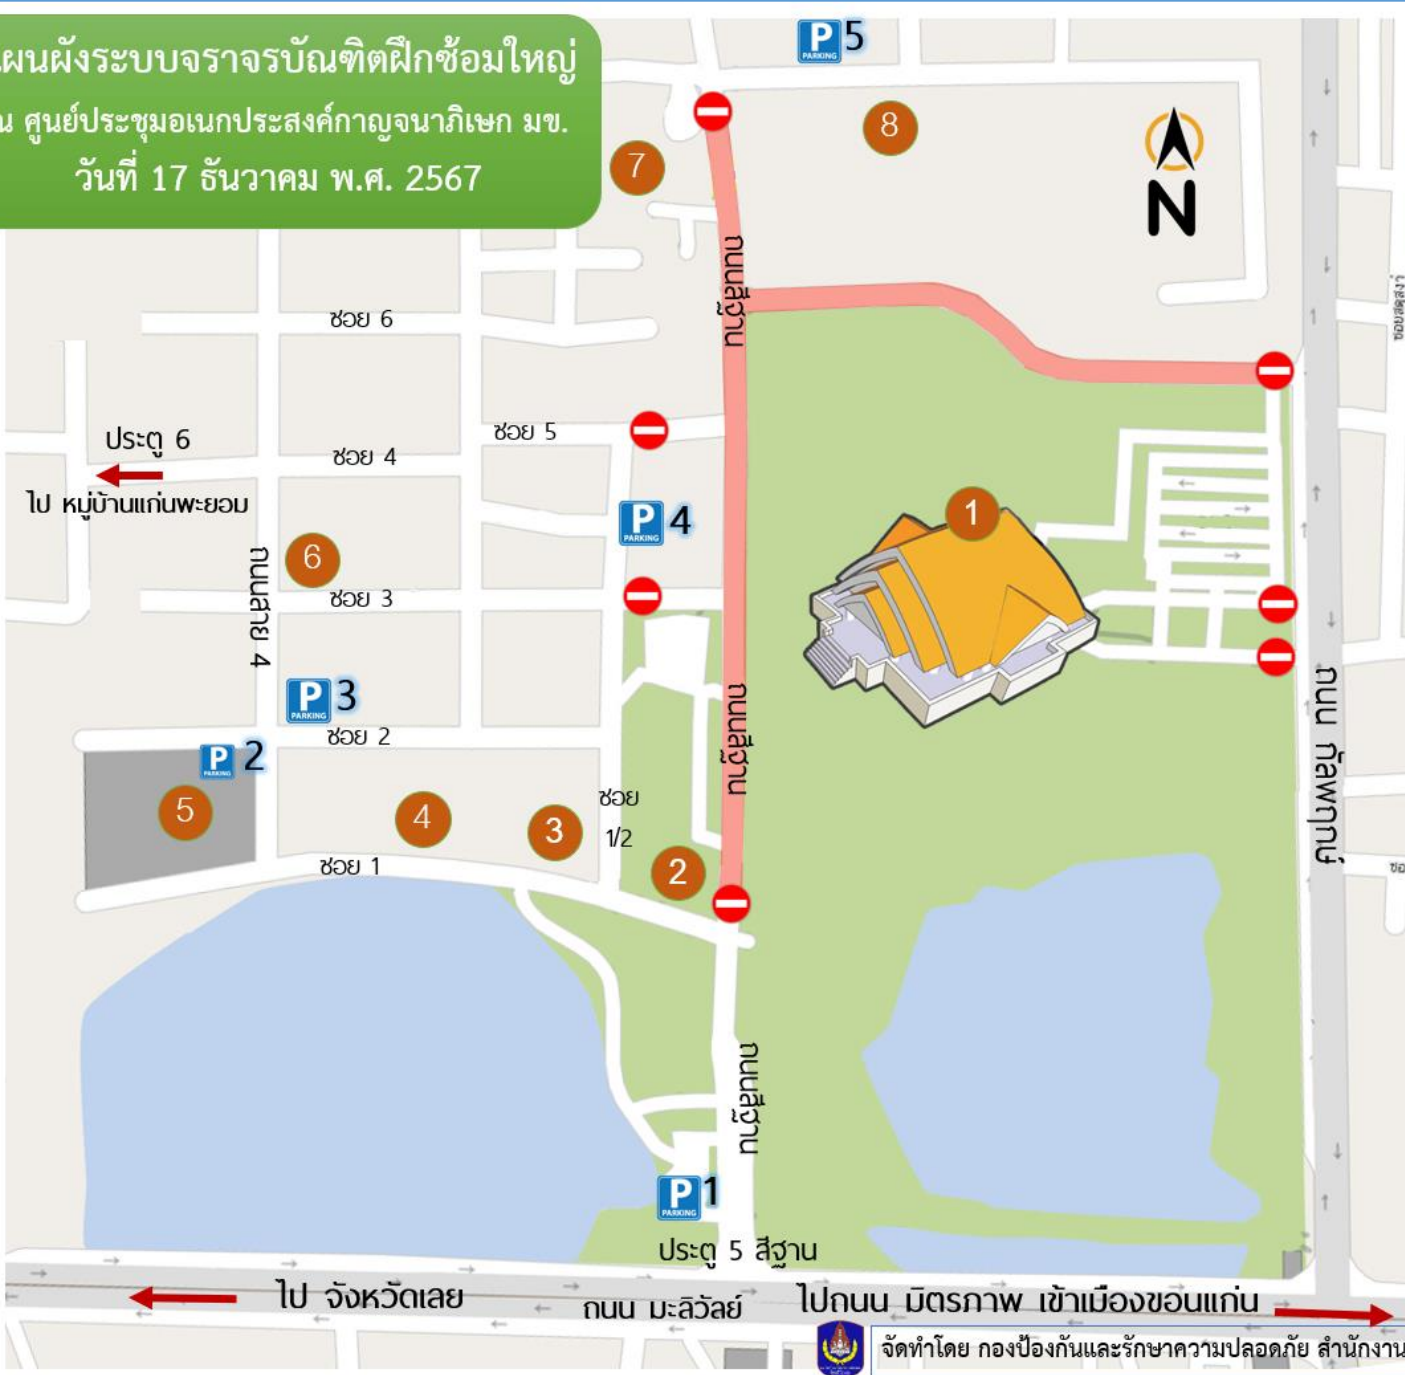 แผนผังระบบจราจรบัณฑิตฝึกซ้อมใหญ่
ณ ศูนย์ประชุมอเนกประสงค์กาญจนาภิเษก มข.
วันที่ 17 ธันวาคม พ.ศ. 2567
P 5
PARKING
8
7
N
ถนนสีฐาน
ซอย 6
ซอย 5
ประตู 6
ซอย 4
ไป หมู่บ้านแก่นพะยอม
P 4
PARKING
1
6
ถนนสาย 4
ซอย 3
P 3
PARKING
ถนนสีฐาน
ถนน กัลพฤกษ์
ซอย 2
P 2
PARKING
5
4
3
ซอย
1/2
2
ซอย 1
ซอ
ถนนสีฐาน
P 1
PARKING
ประตู 5 สีฐาน
ไป จังหวัดเลย
ถนน มะลิวัลย์
ไปถนน มิตรภาพ เข้าเมืองขอนแก่น
จัดทำโดย กองป้องกันและรักษาความปลอดภัย สำนักงาน